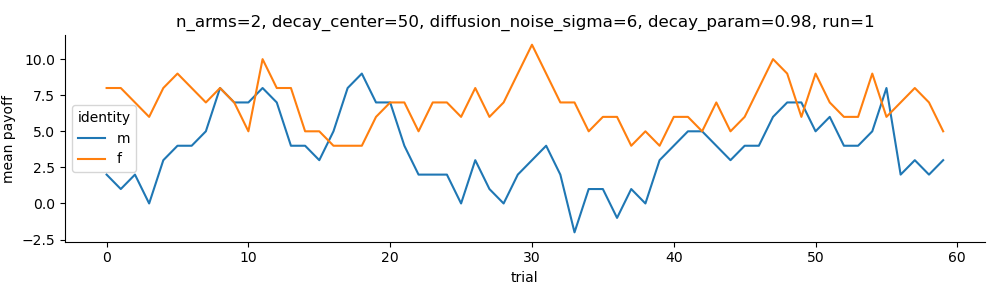 n_arms=2, decay_center=50, diffusion_noise_sigma=6, decay_param=0.98, run=1
10.0
7.5
5.0
2.5
0.0
−2.5
mean payoff
identity
m
f
0 10 20 30 40 50 60
trial